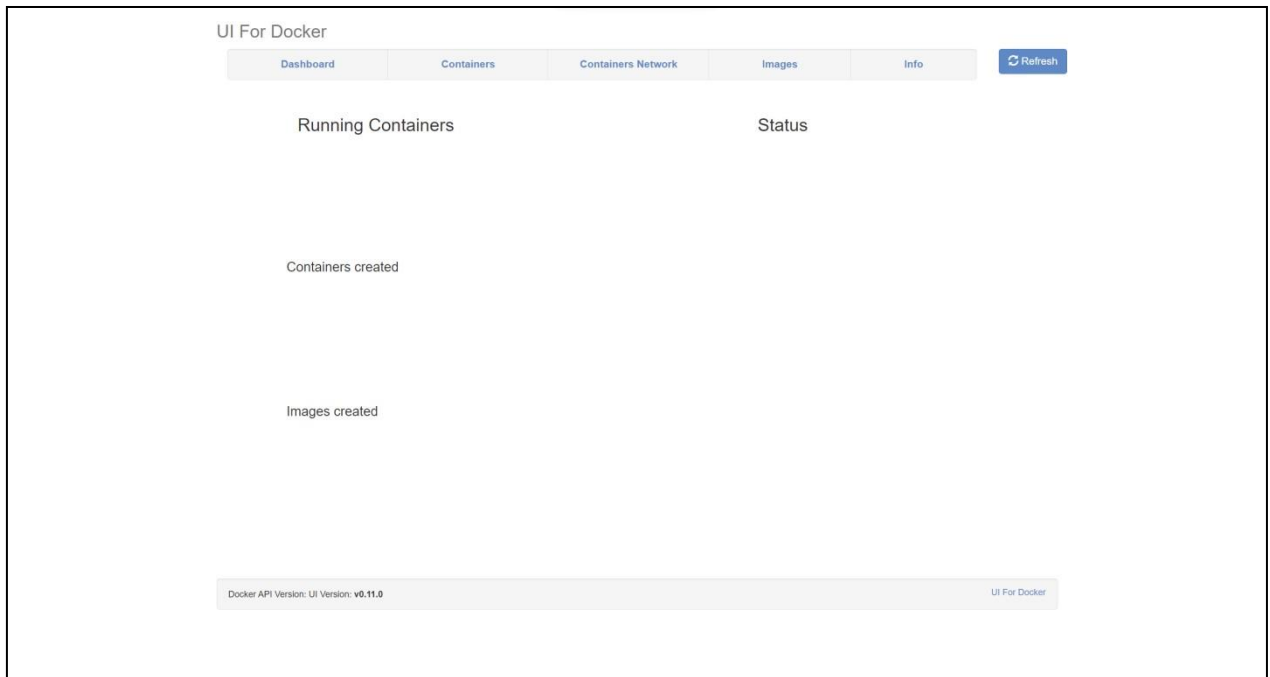 UI For Docker
Dashboard Containers Containers Network Images Info Refresh
Running Containers Status
Containers created
Images created
Docker API Version: UI Version: v0.11.0 UI For Docker